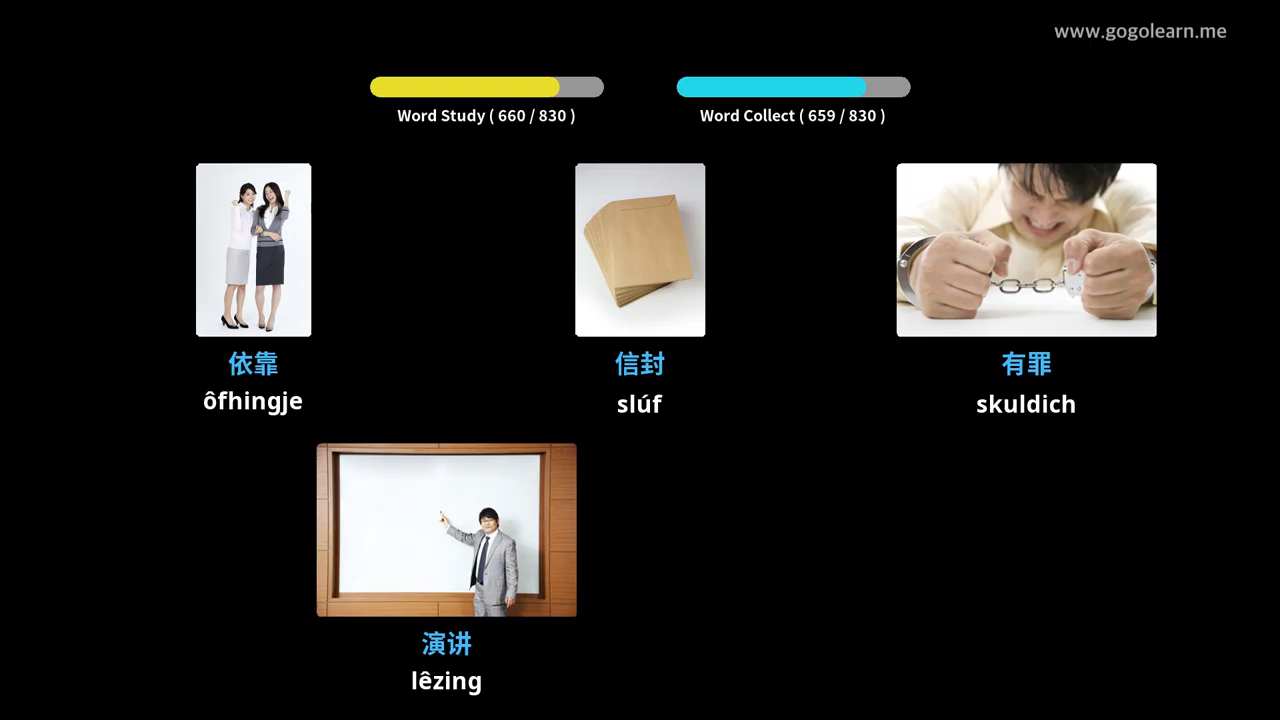 www.gogolearn.me
Word Study ( 660 / 830 )
Word Collect ( 659 / 830 )
依靠
ôfhingje
信封
slúf
有罪
skuldich
演讲
lêzing